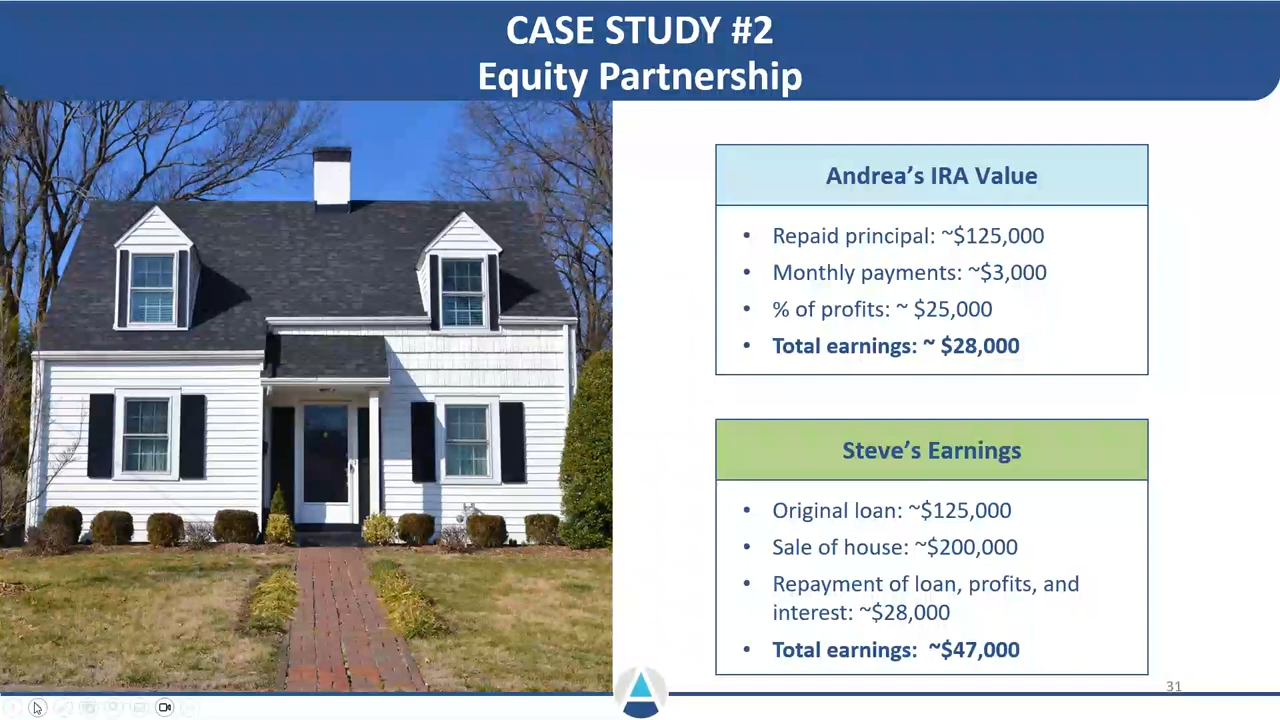 CASE STUDY #2
Equity Partnership
Andrea’s IRA Value
• Repaid principal: ~$125,000
• Monthly payments: ~$3,000
• % of profits: ~ $25,000
• Total earnings: ~ $28,000
Steve’s Earnings
• Original loan: ~$125,000
• Sale of house: ~$200,000
• Repayment of loan, profits, and
interest: ~$28,000
• Total earnings: ~$47,000
31